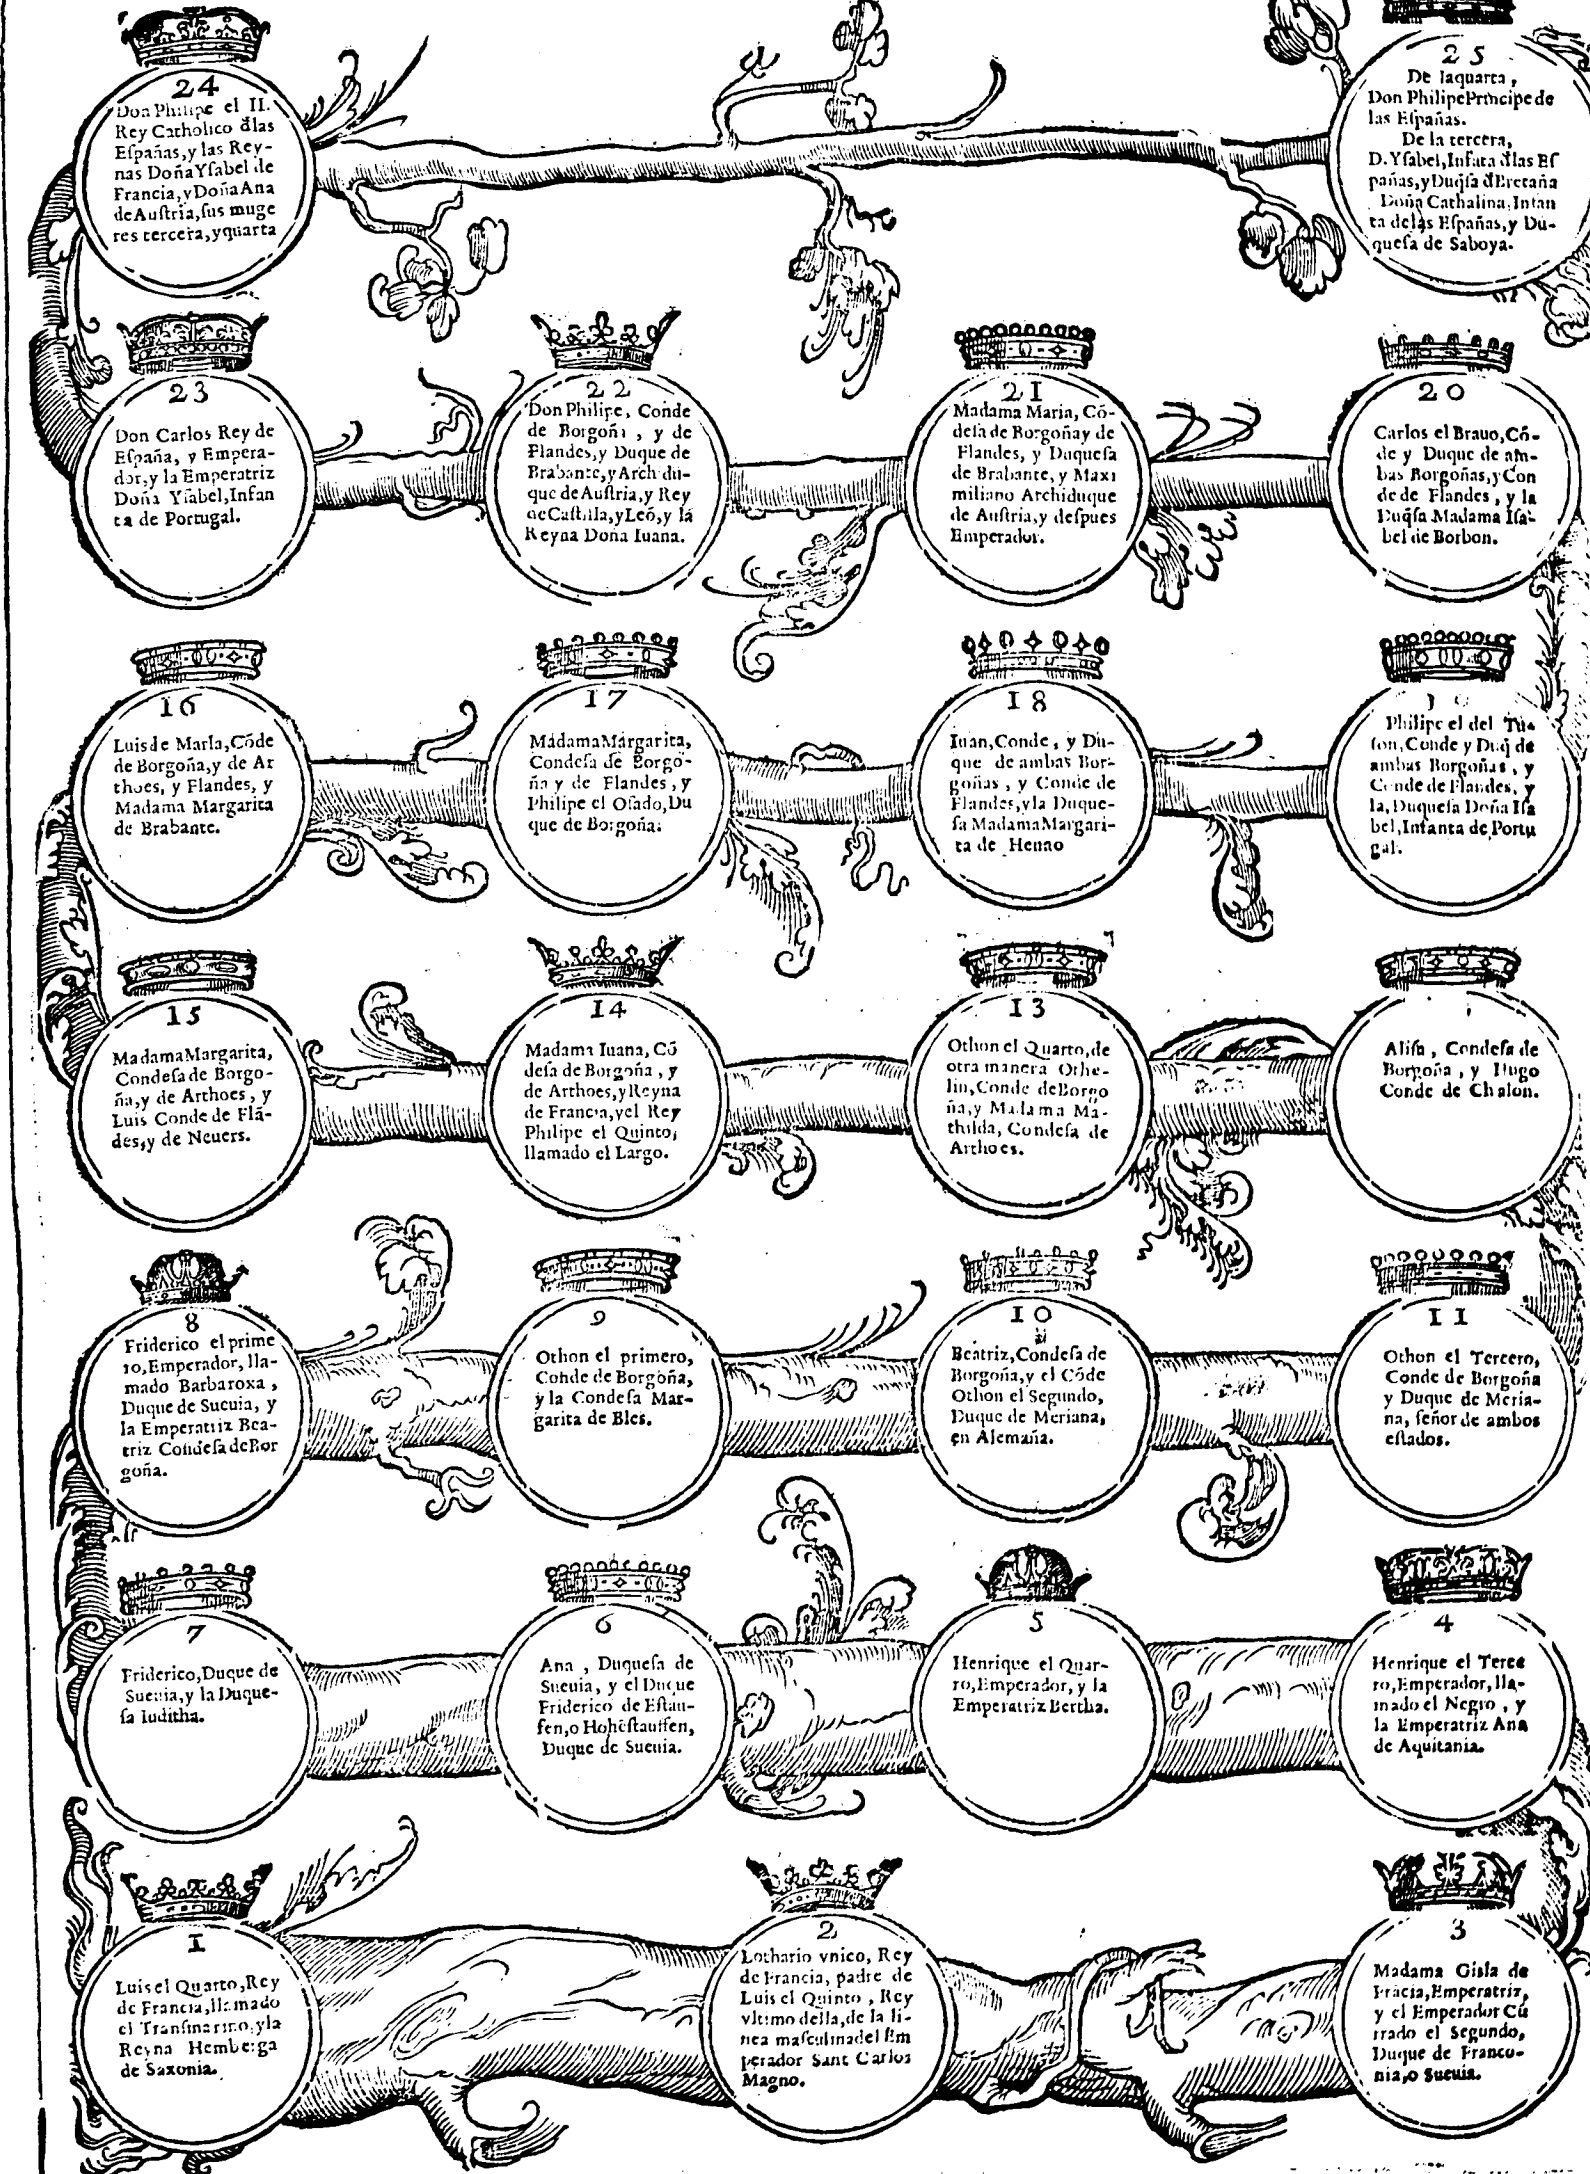 24
Don Philipe el II.
Rey Catholico đlas
Eſpañas, y las Rey-
nas Doña Yſabel de
Francia, y Doña Ana
de Auſtria, ſus muge
res tercera, y quarta
25
De laquarta,
Don Philipe Principe de
las Eſpañas.
De la tercera,
D. Yſabel, Infãta đlas Eſ
pañas, y Duq̃ſa đ Bretaña
Doña Cathalina, Infan
ta de las Eſpañas, y Du-
queſa de Saboya.
23
Don Carlos Rey de
Eſpaña, y Empera-
dor, y la Emperatriz
Doña Yſabel, Infan
ta de Portugal.
22
Don Philipe, Conde
de Borgoña, y de
Flandes, y Duque de
Brabante, y Archidu-
que de Auſtria, y Rey
de Caſtilla, y Leõ, y la
Reyna Doña Iuana.
21
Madama Maria, Cõ-
deſa de Borgoña y de
Flandes, y Duqueſa
de Brabante, y Maxi
miliano Archiduque
de Auſtria, y deſpues
Emperador.
20
Carlos el Brauo, Cõ-
de y Duque de am-
bas Borgoñas, y Con
de de Flandes, y la
Duq̃ſa Madama Iſa-
bel de Borbon.
16
Luis de Marla, Cõde
de Borgoña, y de Ar
thoes, y Flandes, y
Madama Margarita
de Brabante.
17
Madama Margarita,
Condeſa de Borgo-
ña y de Flandes, y
Philipe el Oſado, Du
que de Borgoña.
18
Iuan, Conde, y Du-
que de ambas Bor-
goñas, y Conde de
Flandes, y la Duque-
ſa Madama Margari-
ta de Henao
Philipe el del Tu-
ſon, Conde y Duq̃ de
ambas Borgoñas, y
Conde de Flandes, y
la, Duqueſa Doña Iſa
bel, Infanta de Portu
gal.
15
Madama Margarita,
Condeſa de Borgo-
ña, y de Arthoes, y
Luis Conde de Flã-
des, y de Neuers.
14
Madama Iuana, Cõ
deſa de Borgoña, y
de Arthoes, y Reyna
de Francia, y el Rey
Philipe el Quinto,
llamado el Largo.
13
Othon el Quarto, de
otra manera Othe-
lin, Conde de Borgo
ña, y Madama Ma-
thilda, Condeſa de
Arthoes.
Aliſa, Condeſa de
Borgoña, y Hugo
Conde de Chalon.
8
Friderico el prime
ro, Emperador, lla-
mado Barbaroxa,
Duque de Sueuia, y
la Emperatriz Bea-
triz Condeſa de Bor
goña.
9
Othon el primero,
Conde de Borgoña,
y la Condeſa Mar-
garita de Bles.
10
Beatriz, Condeſa de
Borgoña, y el Cõde
Othon el Segundo,
Duque de Meriana,
en Alemaña.
11
Othon el Tercero,
Conde de Borgoña
y Duque de Meria-
na, ſeñor de ambos
eſtados.
7
Friderico, Duque de
Sueuia, y la Duque-
ſa Iuditha.
6
Ana, Duqueſa de
Sueuia, y el Duque
Friderico de Eſtau-
fen, o Hohēſtauffen,
Duque de Sueuia.
5
Henrique el Quar-
to, Emperador, y la
Emperatriz Bertha.
4
Henrique el Terce
ro, Emperador, lla-
mado el Negro, y
la Emperatriz Ana
de Aquitania.
1
Luis el Quarto, Rey
de Francia, llamado
el Tranſmarino, y la
Reyna Hemberga
de Saxonia.
2
Lothario vnico, Rey
de Francia, padre de
Luis el Quinto, Rey
vltimo della, de la li-
nea maſculina del Em
perador Sant Carlos
Magno.
3
Madama Gisla de
Frãcia, Emperatriz,
y el Emperador Cũ
rrado el Segundo,
Duque de Franco-
nia, o Sueuia.